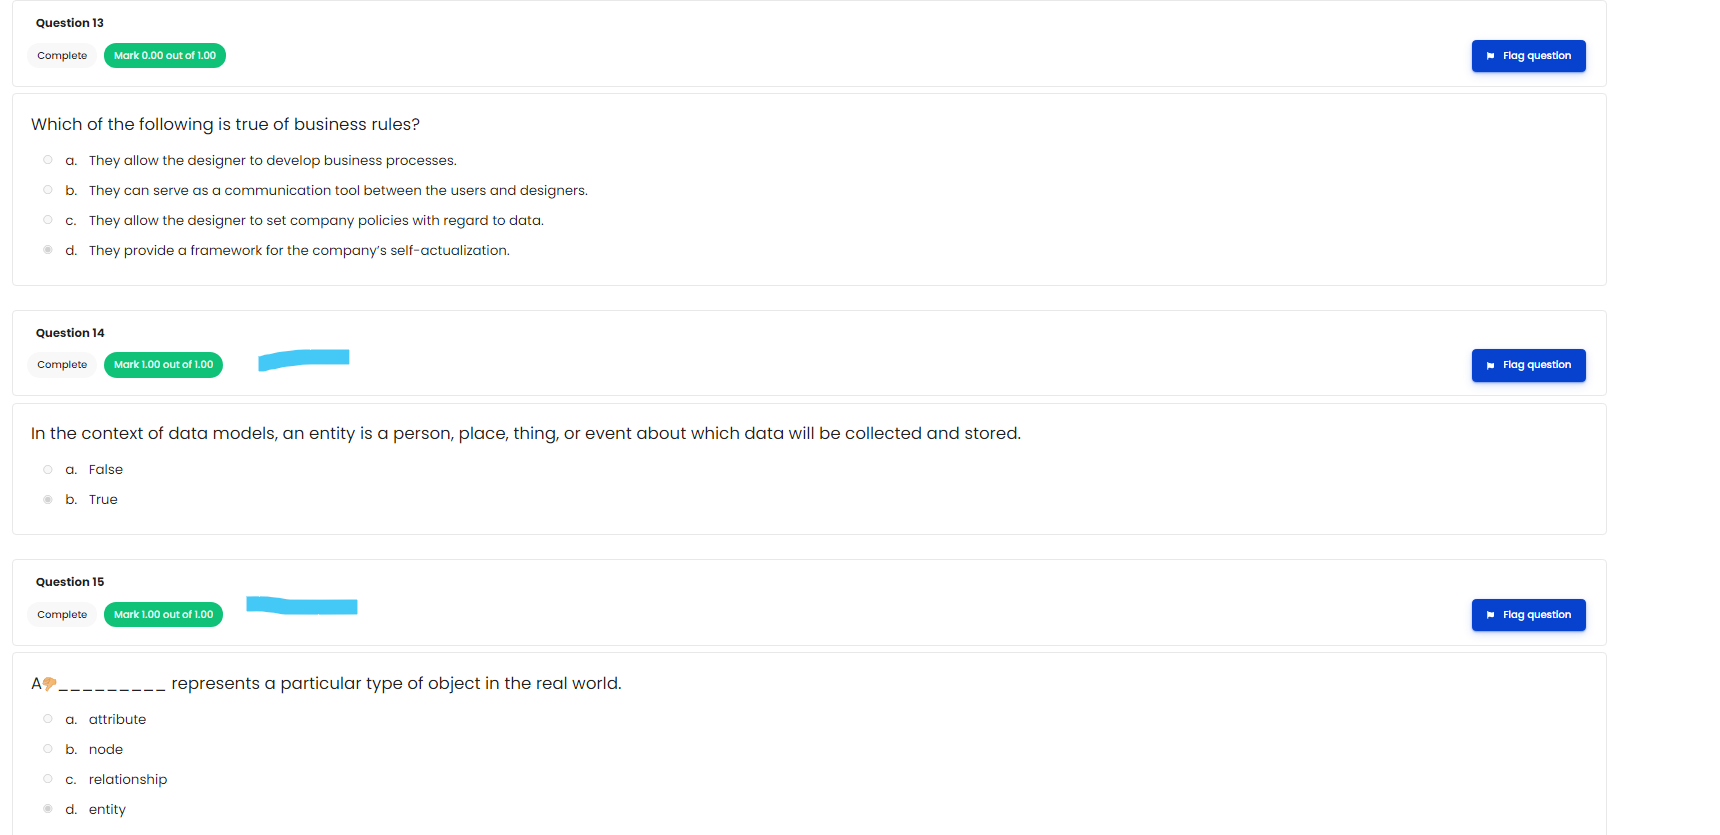 Question 13
Complete Mark 0.00 out of 1.00 Flag question
Which of the following is true of business rules?
a. They allow the designer to develop business processes.
b. They can serve as a communication tool between the users and designers.
c. They allow the designer to set company policies with regard to data.
d. They provide a framework for the company's self-actualization.
Question 14
Complete Mark 1.00 out of 1.00 Flag question
In the context of data models, an entity is a person, place, thing, or event about which data will be collected and stored.
a. False
b. True
Question 15
Complete Mark 1.00 out of 1.00 Flag question
A_________ represents a particular type of object in the real world.
a. attribute
b. node
c. relationship
d. entity